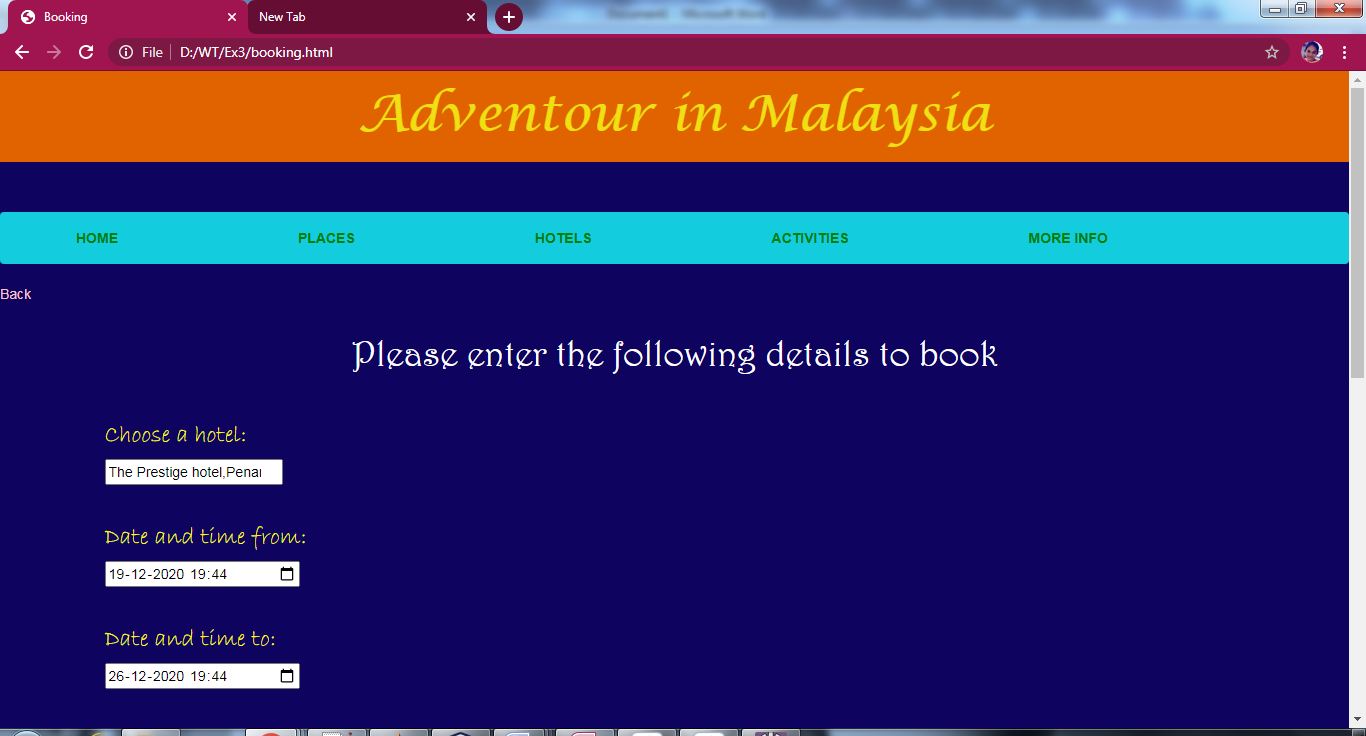 Booking
New Tab
File D:/WT/Ex3/booking.html
Adventour in Malaysia
HOME PLACES HOTELS ACTIVITIES MORE INFO
Back
Please enter the following details to book
Choose a hotel:
The Prestige hotel,Penai
Date and time from:
19-12-2020 19:44
Date and time to:
26-12-2020 19:44